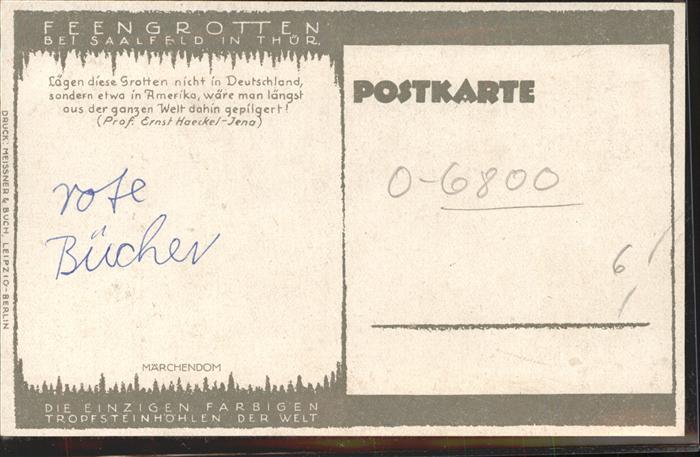 FEENGROTTEN
BEI SAALFELD IN THÜR.
Lägen diese Grotten nicht in Deutschland,
sondern etwa in Amerika, wäre man längst
aus der ganzen Welt dahin gepilgert!
(Prof. Ernst Haeckel-Jena)
rote
Bücher
MÄRCHENDOM
DIE EINZIGEN FARBIGEN
TROPFSTEINHÖHLEN DER WELT
DRUCK: MEISSNER & BUCH, LEIPZIG-BERLIN
POSTKARTE
0-6800
6